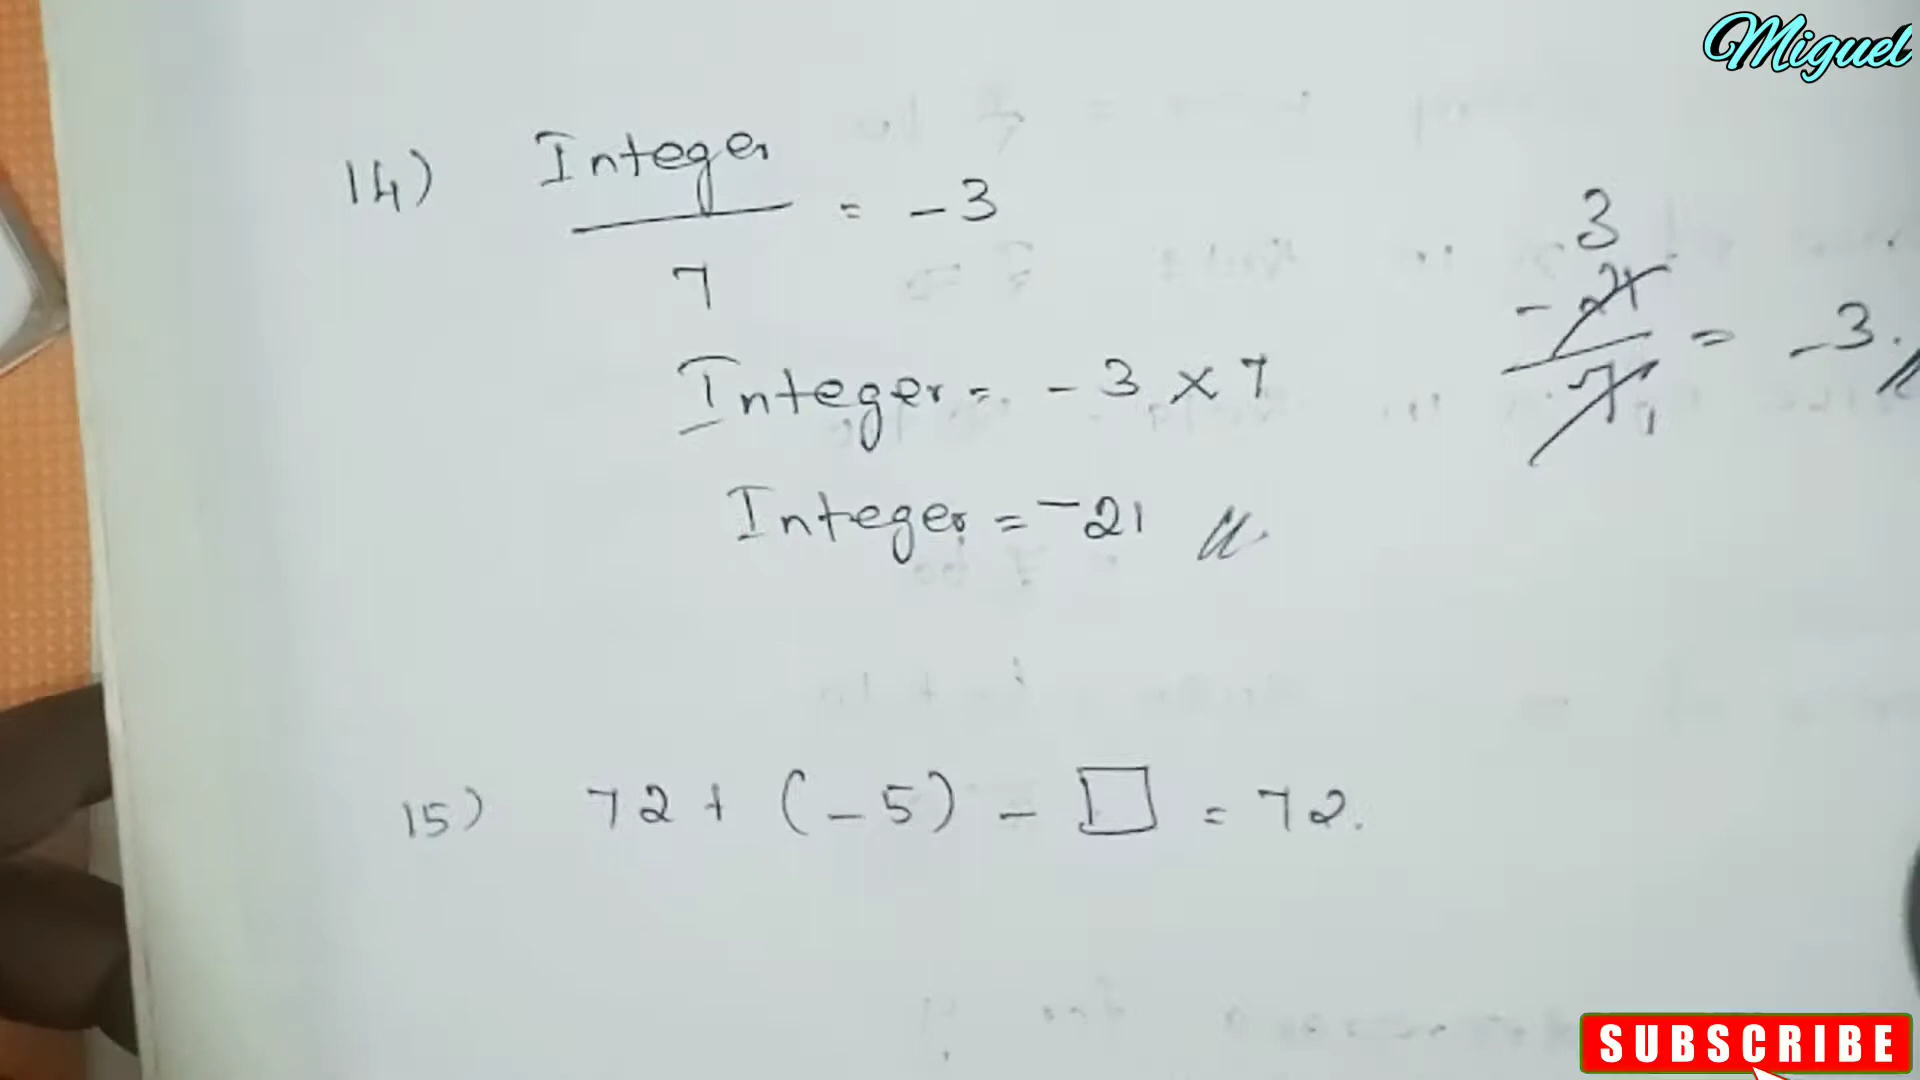 Miguel
14) Integer
7
= -3
Integer = -3 × 7
Integer = -21
3
-21
7 1
= -3.
15) 72 + (-5) - □ = 72.
SUBSCRIBE